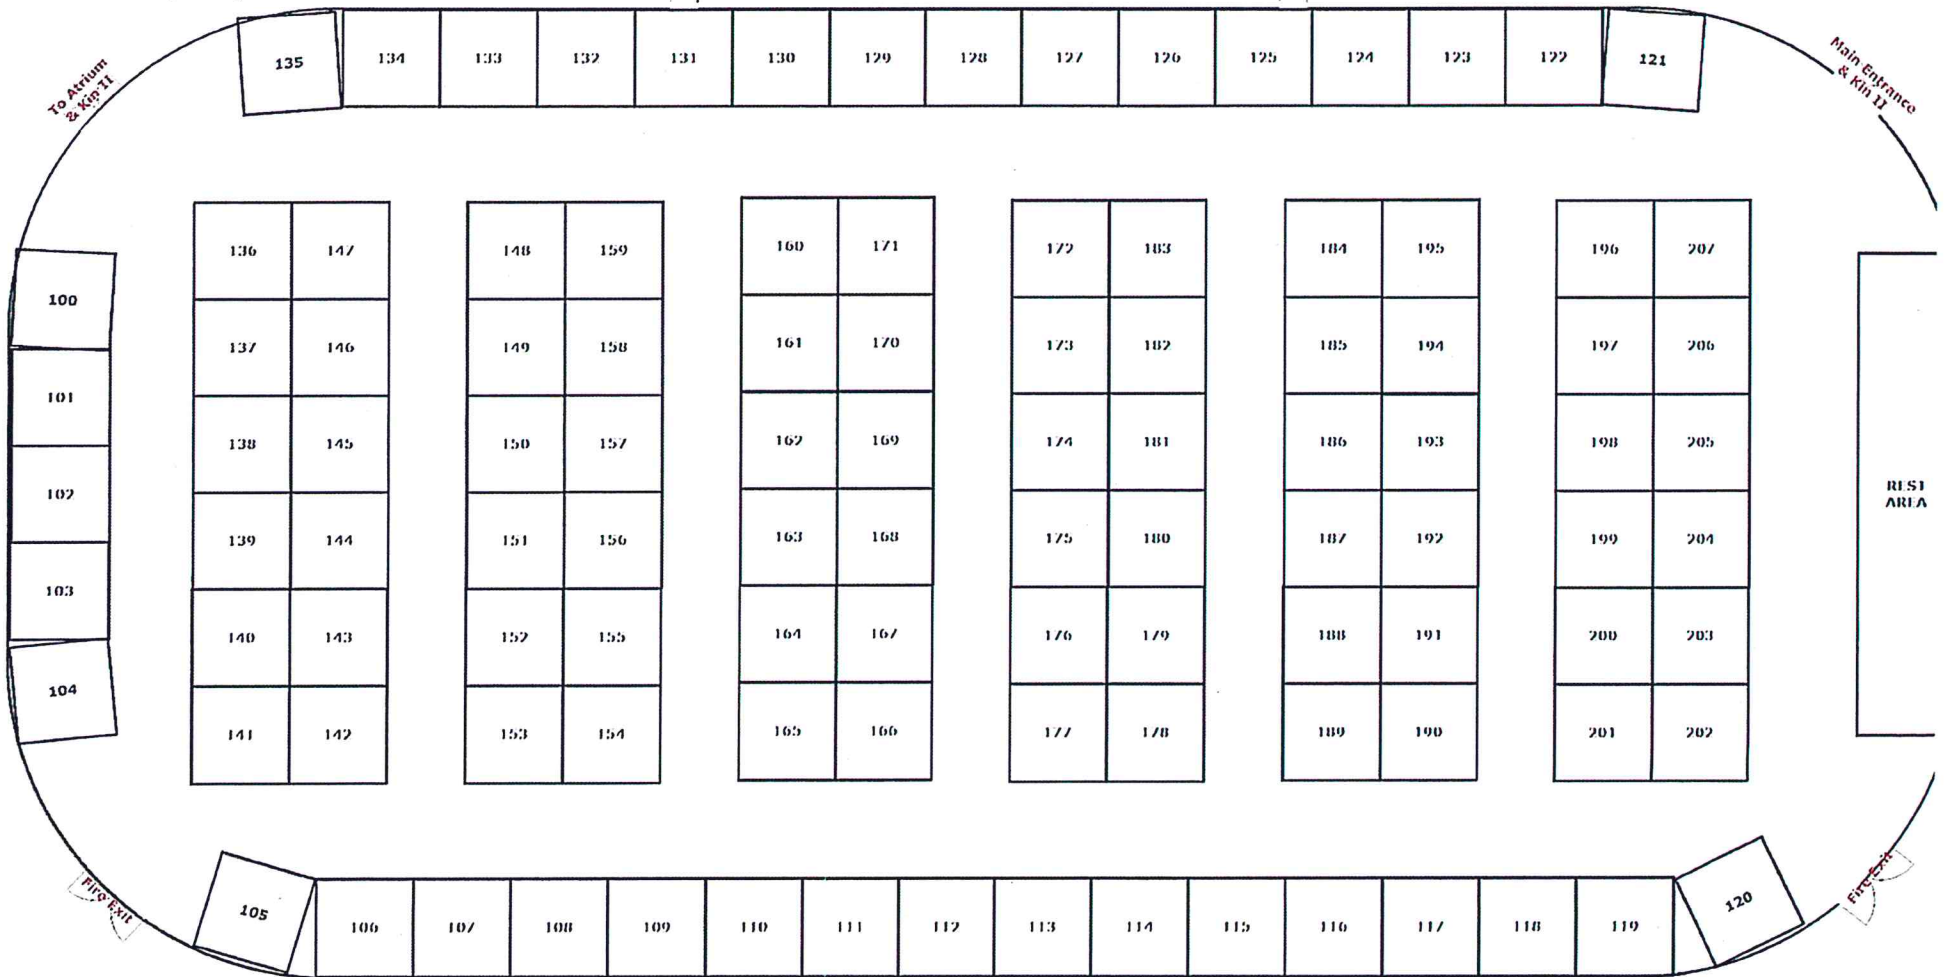 135 134 133 132 131 130 129 128 127 126 125 124 123 122 121
To Atrium
& Kin II
Main Entrance
& Kin II
136 147 148 159 160 171 172 183 184 195 196 207
100
137 146 149 158 161 170 173 182 185 194 197 206
101
138 145 150 157 162 169 174 181 186 193 198 205
102
REST
AREA
139 144 151 156 163 168 175 180 187 192 199 204
103
140 143 152 155 164 167 176 179 188 191 200 203
104
141 142 153 154 165 166 177 178 189 190 201 202
Fire Exit
Fire Exit
105 106 107 108 109 110 111 112 113 114 115 116 117 118 119 120